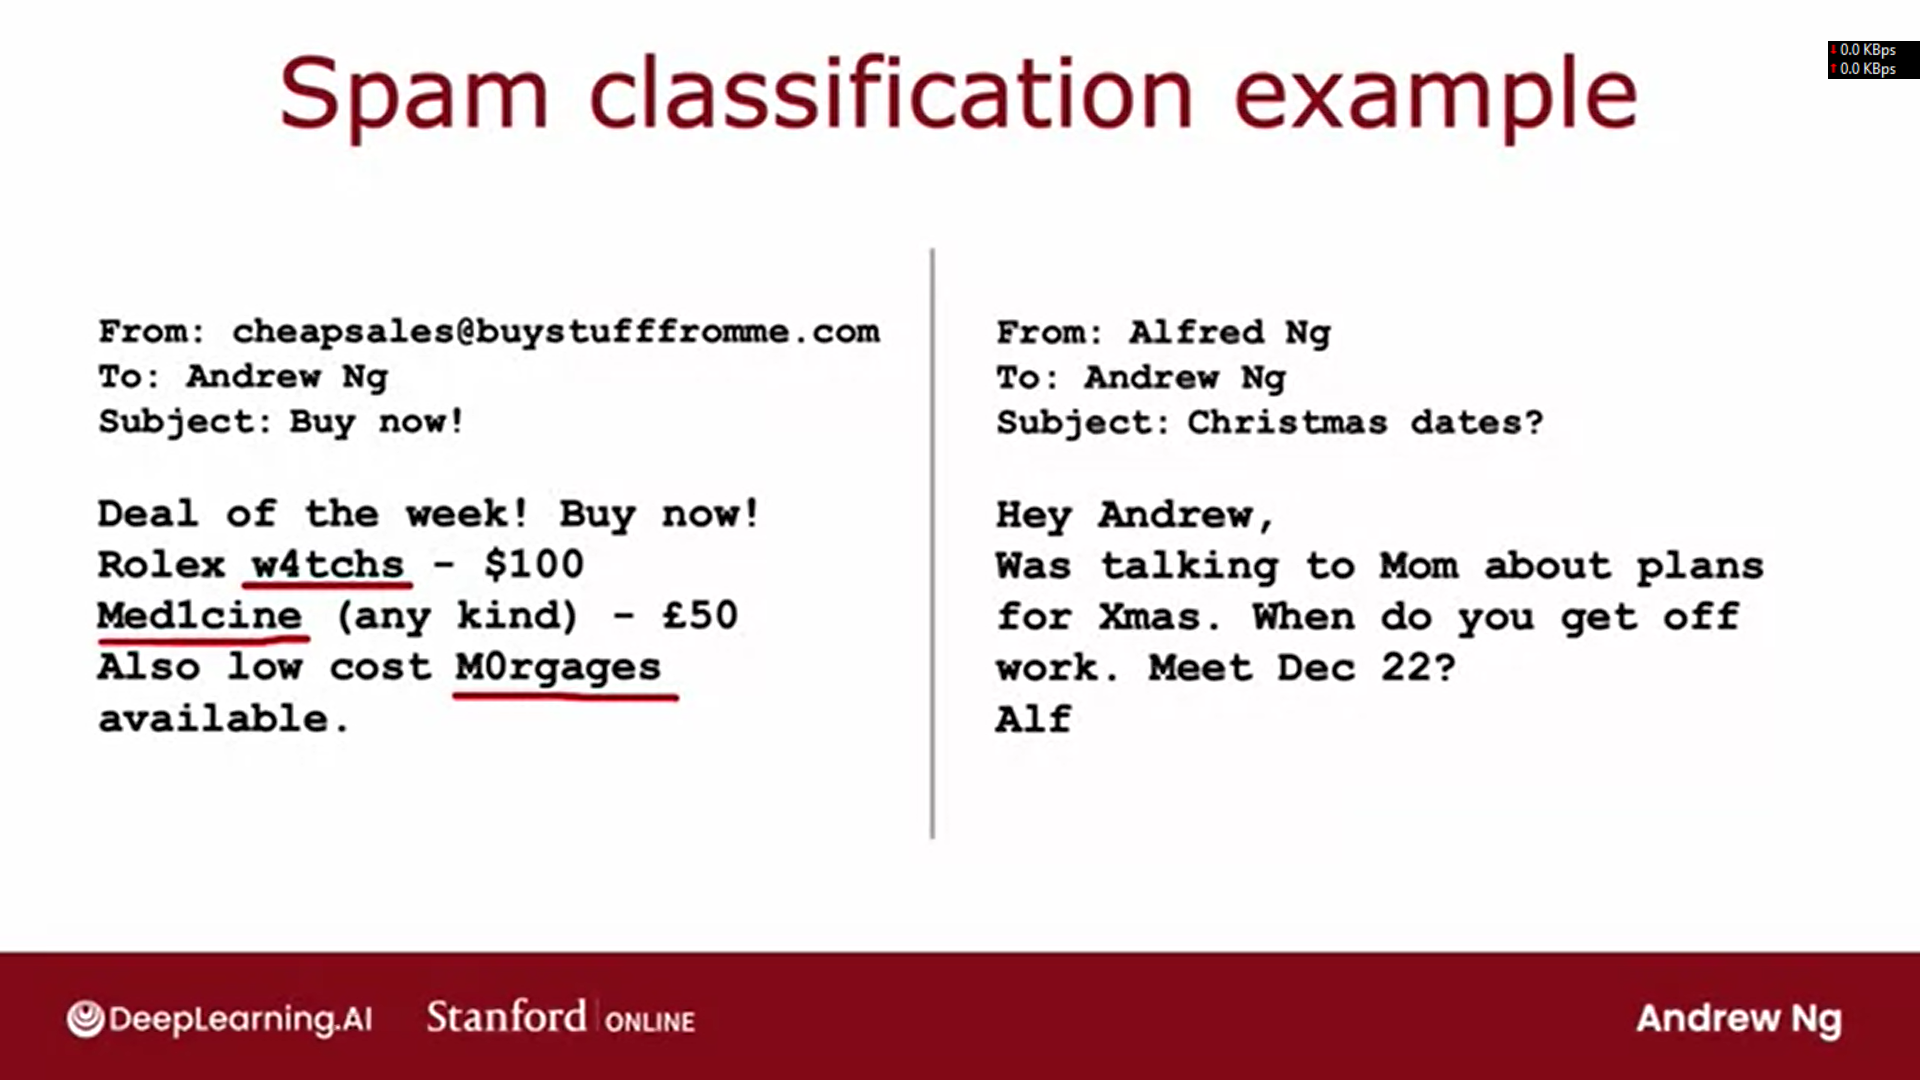 Spam classification example
0.0 KBps
0.0 KBps
From: cheapsales@buystufffromme.com
To: Andrew Ng
Subject: Buy now!
Deal of the week! Buy now!
Rolex w4tchs - $100
Med1cine (any kind) - £50
Also low cost M0rgages
available.
From: Alfred Ng
To: Andrew Ng
Subject: Christmas dates?
Hey Andrew,
Was talking to Mom about plans
for Xmas. When do you get off
work. Meet Dec 22?
Alf
DeepLearning.AI
Stanford ONLINE
Andrew Ng